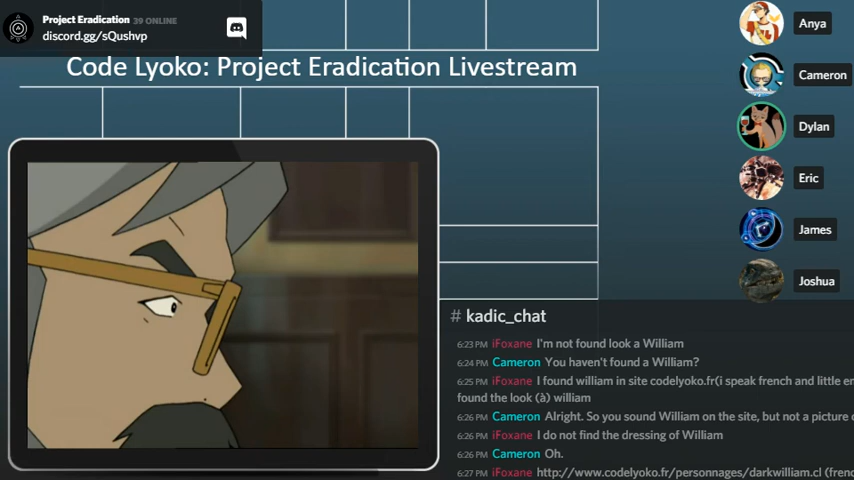 Project Eradication 39 ONLINE
discord.gg/sQushvp
Code Lyoko: Project Eradication Livestream
Anya
Cameron
Dylan
Eric
James
Joshua
# kadic_chat
6:23 PM iFoxane I'm not found look a William
6:24 PM Cameron You haven't found a William?
6:25 PM iFoxane I found william in site codelyoko.fr(i speak french and little
found the look (à) william
6:26 PM Cameron Alright. So you sound William on the site, but not a picture
6:26 PM iFoxane I do not find the dressing of William
6:26 PM Cameron Oh.
6:27 PM iFoxane http://www.codelyoko.fr/personnages/darkwilliam.cl